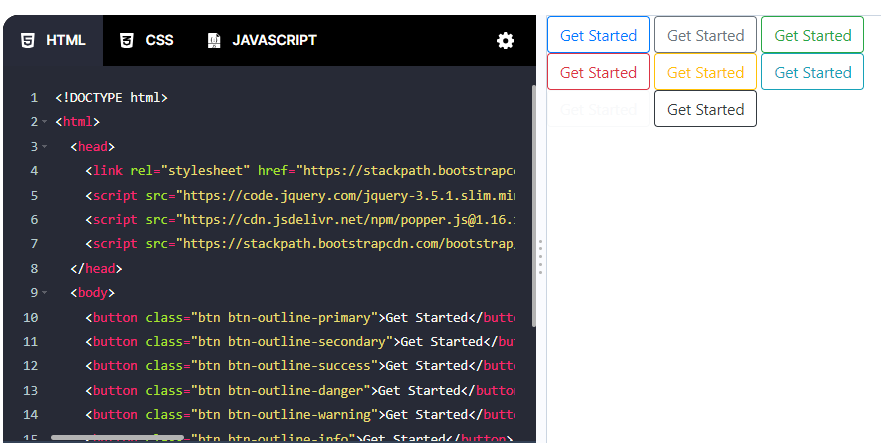 HTML CSS JAVASCRIPT
1 <!DOCTYPE html>
2 <html>
3 <head>
4 <link rel="stylesheet" href="https://stackpath.bootstrapc
5 <script src="https://code.jquery.com/jquery-3.5.1.slim.mi
6 <script src="https://cdn.jsdelivr.net/npm/popper.js@1.16.
7 <script src="https://stackpath.bootstrapcdn.com/bootstrap
8 </head>
9 <body>
10 <button class="btn btn-outline-primary">Get Started</butt
11 <button class="btn btn-outline-secondary">Get Started</bu
12 <button class="btn btn-outline-success">Get Started</butt
13 <button class="btn btn-outline-danger">Get Started</button
14 <button class="btn btn-outline-warning">Get Started</butt
15 <button class="btn btn-outline-info">Get Started</button>
Get Started Get Started Get Started
Get Started Get Started Get Started
Get Started Get Started